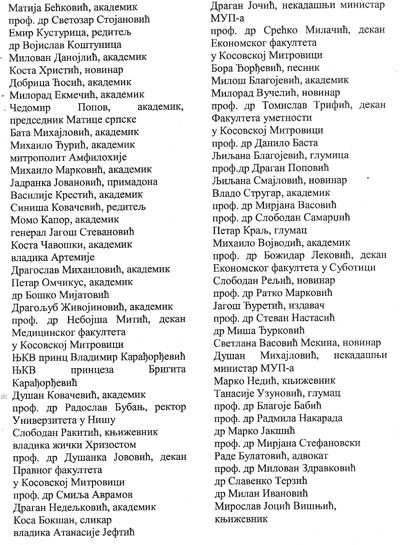 Матија Бећковић, академик
проф. др Светозар Стојановић
Емир Кустурица, редитељ
др Војислав Коштуница
Милован Данојлић, академик
Коста Христић, новинар
Добрица Ћосић, академик
Милорад Екмечић, академик
Чедомир Попов, академик,
председник Матице српске
Бата Михајловић, академик
Михаило Ђурић, академик
митрополит Амфилохије
Михаило Марковић, академик
Јадранка Јовановић, примадона
Василије Крестић, академик
Синиша Ковачевић, редитељ
Момо Капор, академик
генерал Јагош Стевановић
Коста Чавошки, академик
владика Артемије
Драгослав Михаиловић, академик
Петар Омчикус, академик
др Бошко Мијатовић
Драгољуб Живојиновић, академик
проф. др Небојша Митић, декан
Медицинског факултета
у Косовској Митровици
ЊКВ принц Владимир Карађорђевић
ЊКВ принцеза Бригита
Карађорђевић
Душан Ковачевић, академик
проф. др Радослав Бубањ, ректор
Универзитета у Нишу
Слободан Ракитић, књижевник
владика жички Хризостом
проф. др Душанка Јововић, декан
Правног факултета
у Косовској Митровици
проф. др Смиља Аврамов
Драган Недељковић, академик
Коса Бокшан, сликар
владика Атанасије Јефтић
Драган Јочић, некадашњи министар
МУП-а
проф. др Срећко Милачић, декан
Економског факултета
у Косовској Митровици
Бора Ђорђевић, песник
Милош Благојевић, академик
Милорад Вучелић, новинар
проф. др Томислав Трифић, декан
Факултета уметности
у Косовској Митровици
проф. др Данило Баста
Љиљана Благојевић, глумица
проф.др Драган Поповић
Љиљана Смајловић, новинар
Владо Стругар, академик
проф. др Мирјана Васовић
проф. др Слободан Самарџић
Петар Краљ, глумац
Михаило Војводић, академик
проф. др Божидар Лековић, декан
Економског факултета у Суботици
Слободан Рељић, новинар
проф. др Ратко Марковић
Јагош Ђуретић, издавач
проф. др Стеван Настасић
др Миша Ђурковић
Светлана Васовић Мекина, новинар
Душан Михајловић, некадашњи
министар МУП-а
Марко Недић, књижевник
Танасије Узуновић, глумац
проф. др Благоје Бабић
проф. др Радмила Накарада
др Марко Јакшић
проф. др Мирјана Стефановски
Раде Булатовић, адвокат
проф. др Милован Здравковић
др Славенко Терзић
др Милан Ивановић
Мирослав Јоцић Вишњић,
књижевник